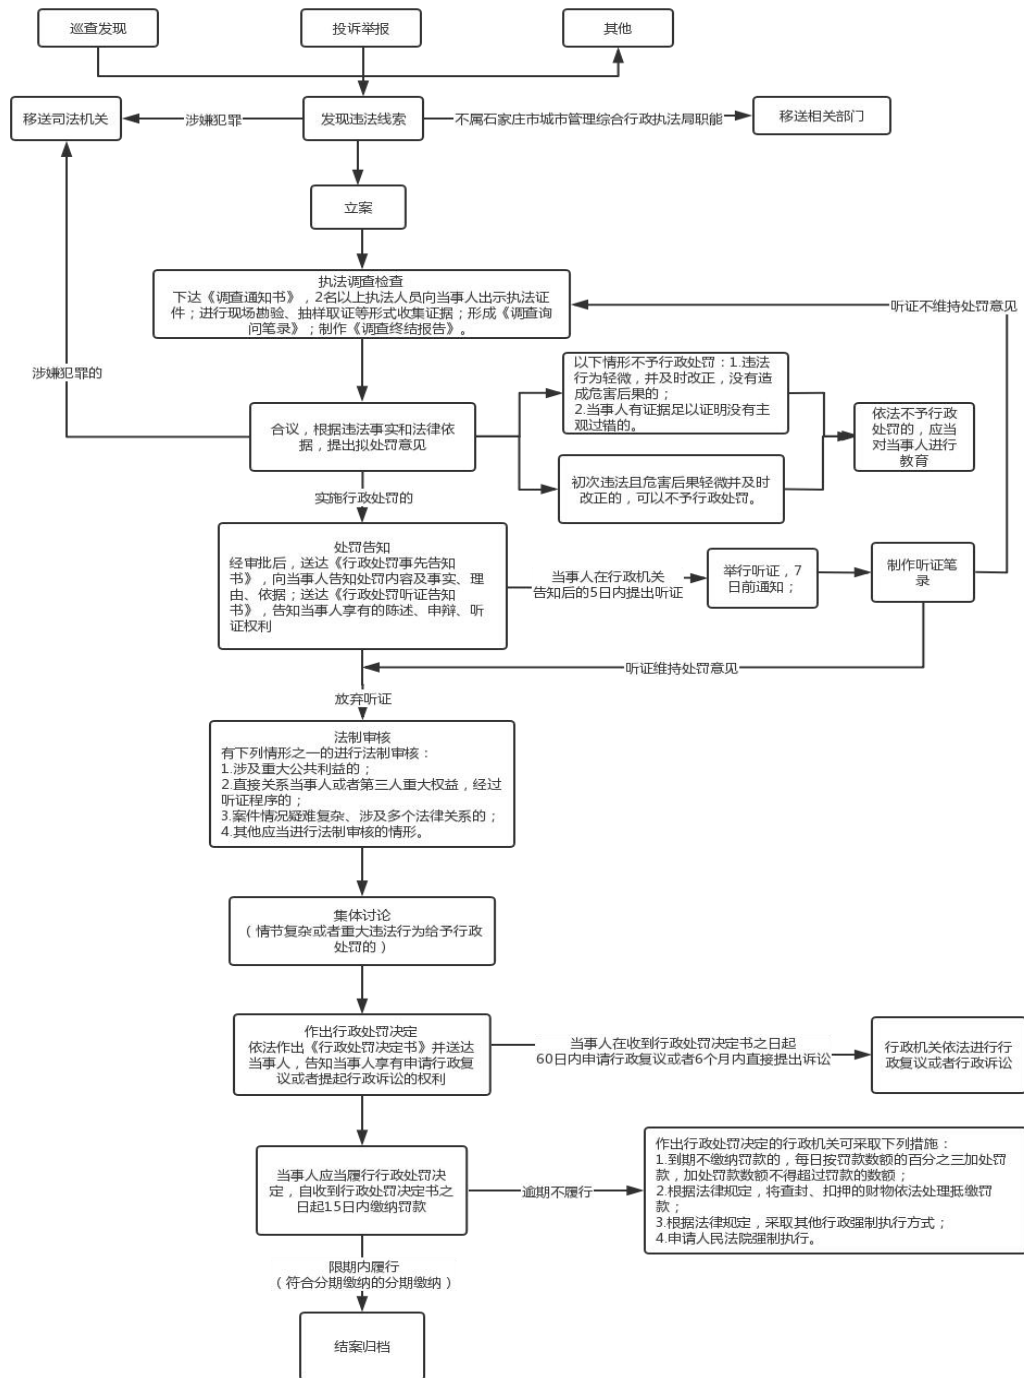 巡查发现
投诉举报
其他
移送司法机关
涉嫌犯罪
发现违法线索
不属石家庄市城市管理综合行政执法局职能
移送相关部门
立案
执法调查检查
下达《调查通知书》，2名以上执法人员向当事人出示执法证
件；进行现场勘验、抽样取证等形式收集证据；形成《调查询
问笔录》；制作《调查终结报告》。
听证不维持处罚意见
涉嫌犯罪的
合议，根据违法事实和法律依
据，提出拟处罚意见
以下情形不予行政处罚：1.违法
行为轻微，并及时改正，没有造
成危害后果的；
2.当事人有证据足以证明没有主
观过错的。
依法不予行政
处罚的，应当
对当事人进行
教育
初次违法且危害后果轻微并及时
改正的，可以不予行政处罚。
实施行政处罚的
处罚告知
经审批后，送达《行政处罚事先告知
书》，向当事人告知处罚内容及事实、理
由、依据；送达《行政处罚听证告知
书》，告知当事人享有的陈述、申辩、听
证权利
当事人在行政机关
告知后的5日内提出听证
举行听证，7
日前通知；
制作听证笔
录
听证维持处罚意见
放弃听证
法制审核
有下列情形之一的进行法制审核：
1.涉及重大公共利益的；
2.直接关系当事人或者第三人重大权益，经过
听证程序的；
3.案件情况疑难复杂、涉及多个法律关系的；
4.其他应当进行法制审核的情形。
集体讨论
（情节复杂或者重大违法行为给予行政
处罚的）
作出行政处罚决定
依法作出《行政处罚决定书》并送达
当事人，告知当事人享有申请行政复
议或者提起行政诉讼的权利
当事人在收到行政处罚决定书之日起
60日内申请行政复议或者6个月内直接提出诉讼
行政机关依法进行行
政复议或者行政诉讼
当事人应当履行行政处罚决
定，自收到行政处罚决定书之
日起15日内缴纳罚款
逾期不履行
作出行政处罚决定的行政机关可采取下列措施：
1.到期不缴纳罚款的，每日按罚款数额的百分之三加处罚
款，加处罚款数额不得超过罚款的数额；
2.根据法律规定，将查封、扣押的财物依法处理抵缴罚
款；
3.根据法律规定，采取其他行政强制执行方式；
4.申请人民法院强制执行。
限期内履行
（符合分期缴纳的分期缴纳）
结案归档